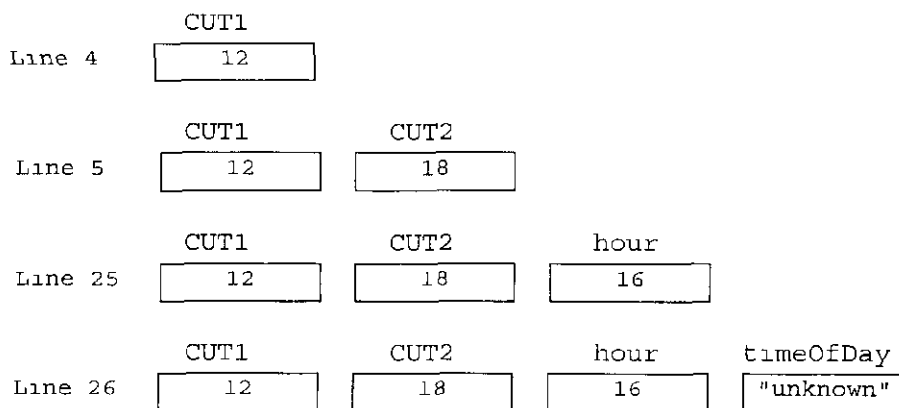 CUT1
Line 4 12
CUT1 CUT2
Line 5 12 18
CUT1 CUT2 hour
Line 25 12 18 16
CUT1 CUT2 hour timeOfDay
Line 26 12 18 16 "unknown"